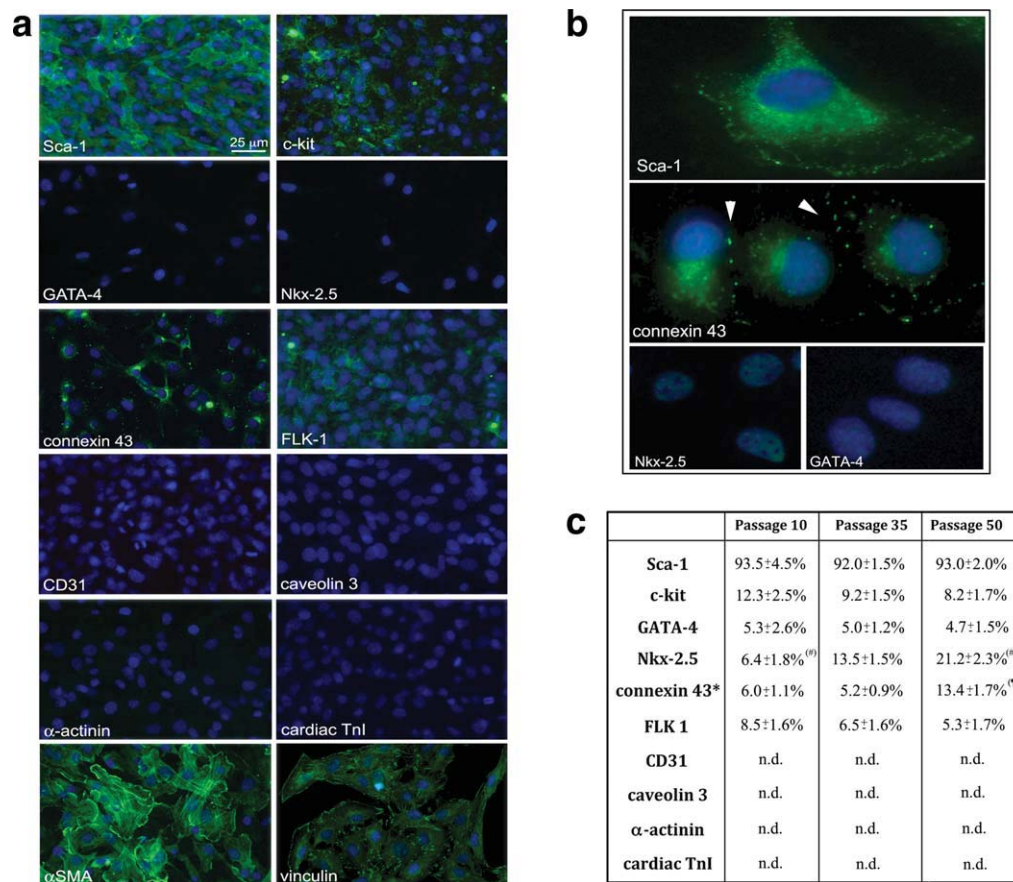 a
Sca-1
25 μm
c-kit
GATA-4
Nkx-2.5
connexin 43
FLK-1
CD31
caveolin 3
α-actinin
cardiac TnI
αSMA
vinculin
b
Sca-1
connexin 43
Nkx-2.5
GATA-4
c
Passage 10 Passage 35 Passage 50
Sca-1 93.5±4.5% 92.0±1.5% 93.0±2.0%
c-kit 12.3±2.5% 9.2±1.5% 8.2±1.7%
GATA-4 5.3±2.6% 5.0±1.2% 4.7±1.5%
Nkx-2.5 6.4±1.8%(#) 13.5±1.5% 21.2±2.3%(#
connexin 43* 6.0±1.1% 5.2±0.9% 13.4±1.7%
FLK 1 8.5±1.6% 6.5±1.6% 5.3±1.7%
CD31 n.d. n.d. n.d.
caveolin 3 n.d. n.d. n.d.
α-actinin n.d. n.d. n.d.
cardiac TnI n.d. n.d. n.d.